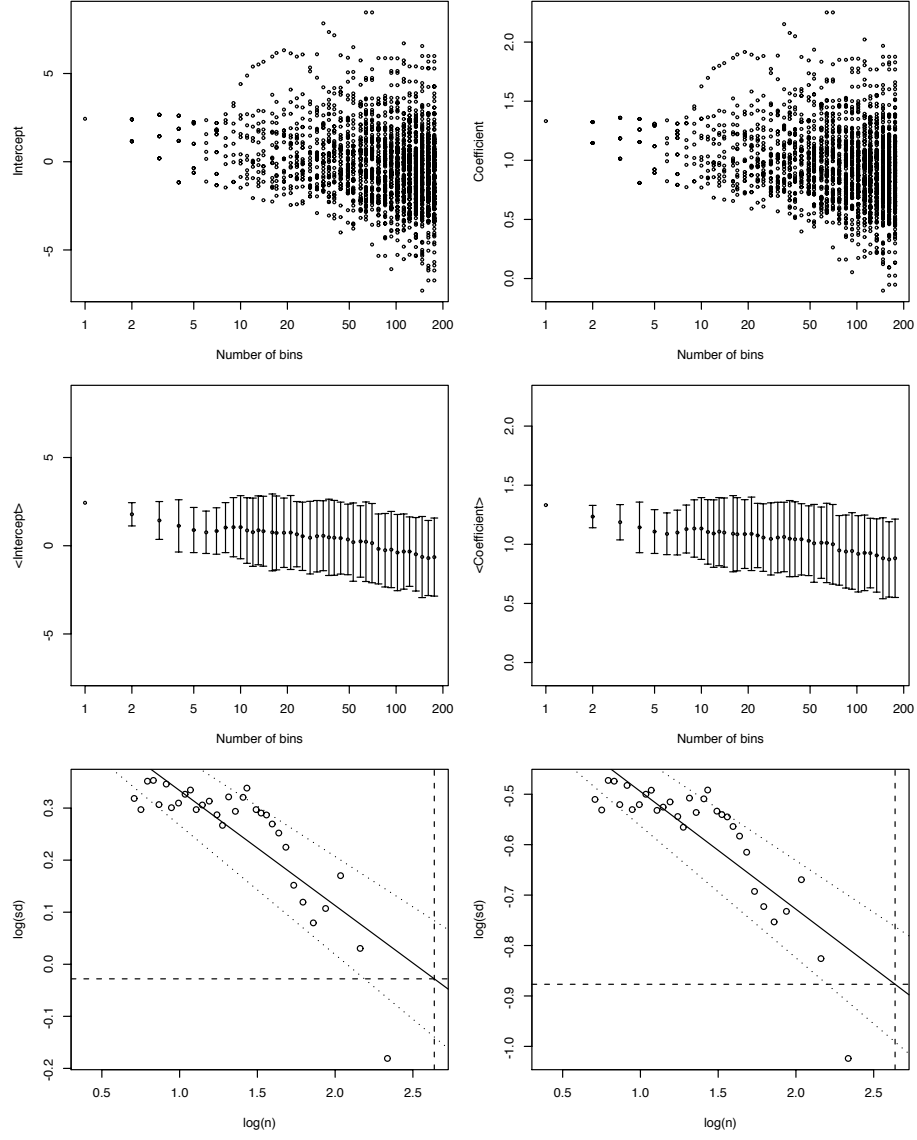 Intercept
5
0
-5
1 2 5 10 20 50 100 200
Number of bins
Coefficient
2.0
1.5
1.0
0.5
0.0
1 2 5 10 20 50 100 200
Number of bins
<Intercept>
5
0
-5
1 2 5 10 20 50 100 200
Number of bins
<Coefficient>
2.0
1.5
1.0
0.5
0.0
1 2 5 10 20 50 100 200
Number of bins
log(sd)
0.3
0.2
0.1
0.0
-0.1
-0.2
0.5 1.0 1.5 2.0 2.5
log(n)
log(sd)
-0.5
-0.6
-0.7
-0.8
-0.9
-1.0
0.5 1.0 1.5 2.0 2.5
log(n)